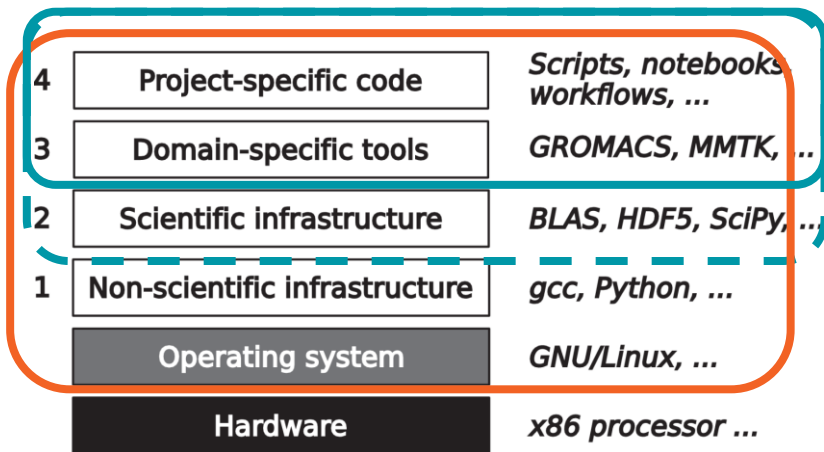 4 Project-specific code Scripts, notebooks,
workflows, ...
3 Domain-specific tools GROMACS, MMTK, ...
2 Scientific infrastructure BLAS, HDF5, SciPy, ...
1 Non-scientific infrastructure gcc, Python, ...
Operating system GNU/Linux, ...
Hardware x86 processor ...